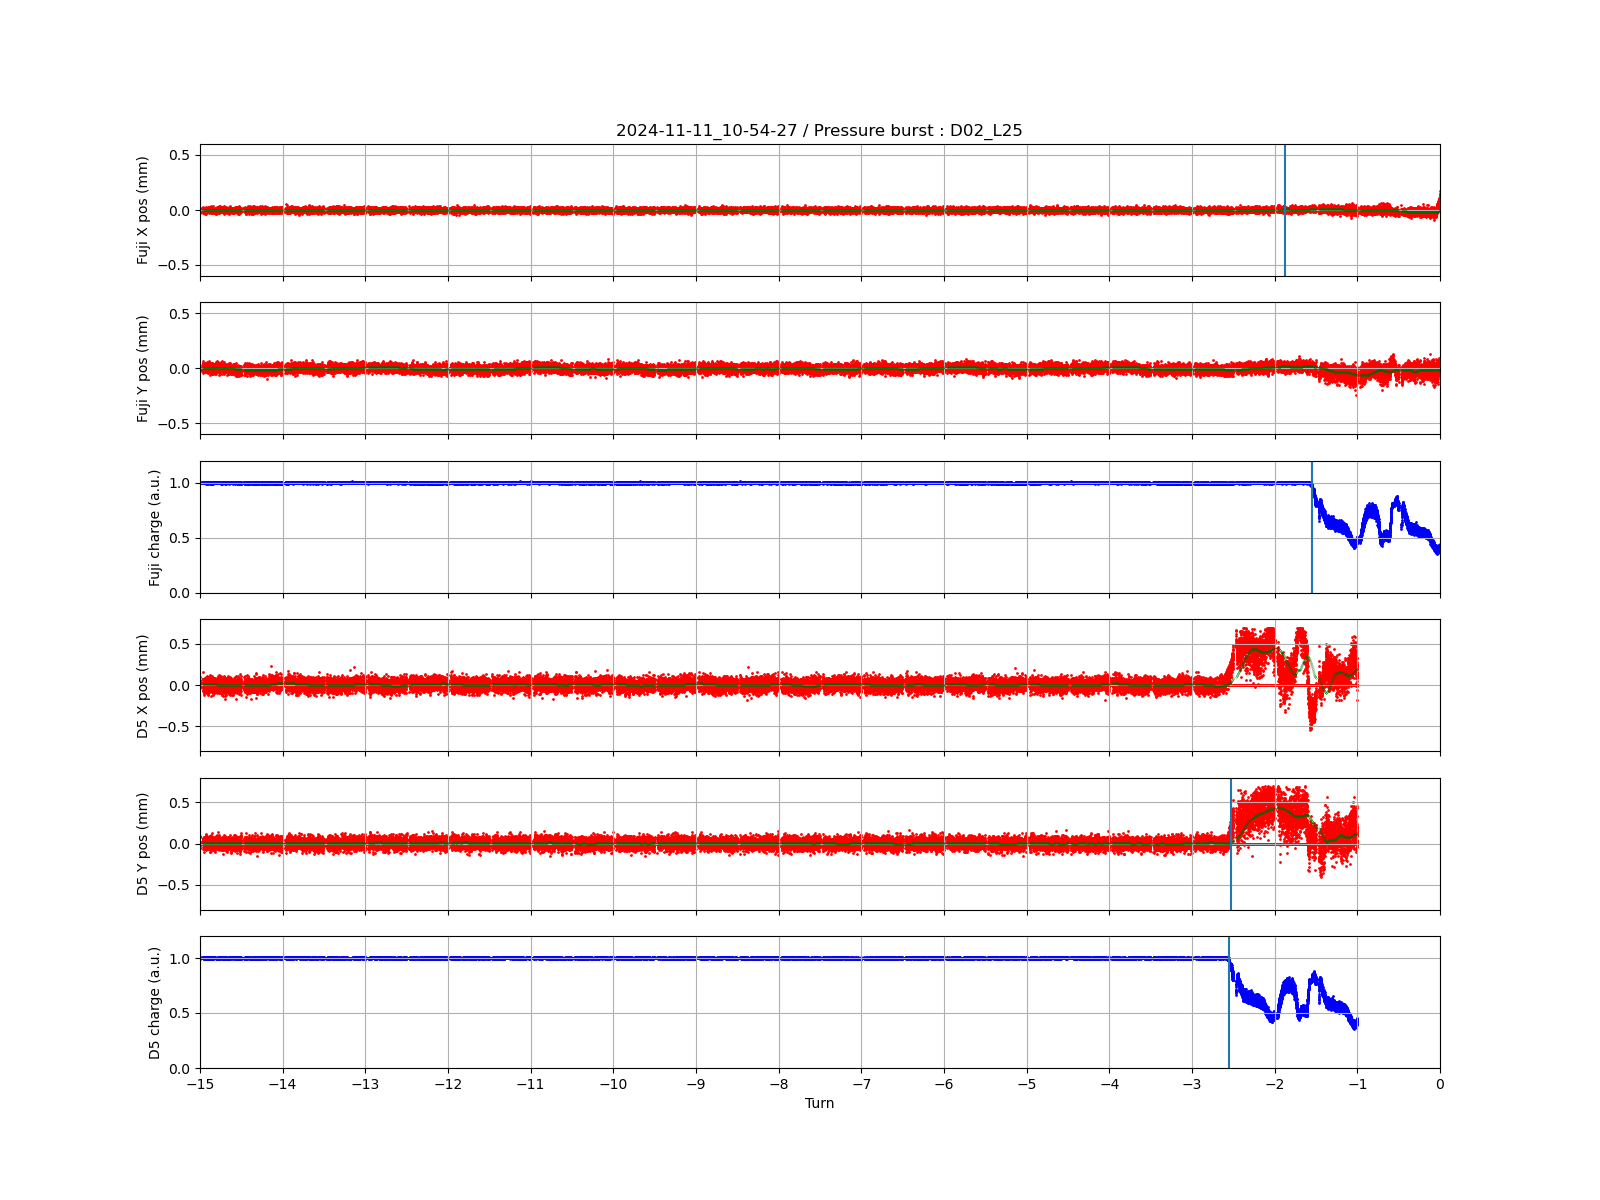 2024-11-11_10-54-27 / Pressure burst : D02_L25
Fuji X pos (mm)
0.5
0.0
−0.5
Fuji Y pos (mm)
0.5
0.0
−0.5
Fuji charge (a.u.)
1.0
0.5
0.0
D5 X pos (mm)
0.5
0.0
−0.5
D5 Y pos (mm)
0.5
0.0
−0.5
D5 charge (a.u.)
1.0
0.5
0.0
−15 −14 −13 −12 −11 −10 −9 −8 −7 −6 −5 −4 −3 −2 −1 0
Turn